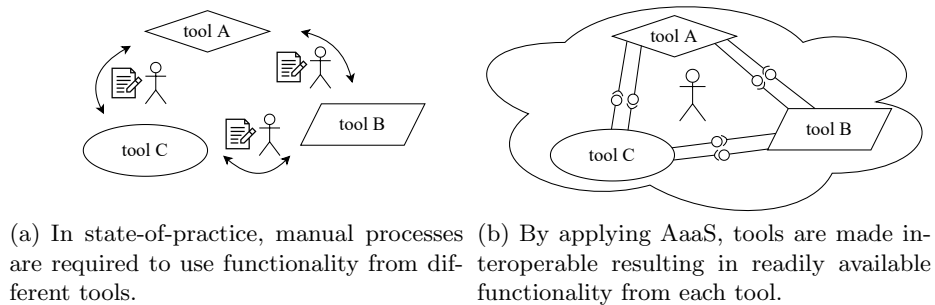 tool A
tool B
tool C
tool A
tool B
tool C
(a) In state-of-practice, manual processes
are required to use functionality from dif-
ferent tools.
(b) By applying AaaS, tools are made in-
teroperable resulting in readily available
functionality from each tool.